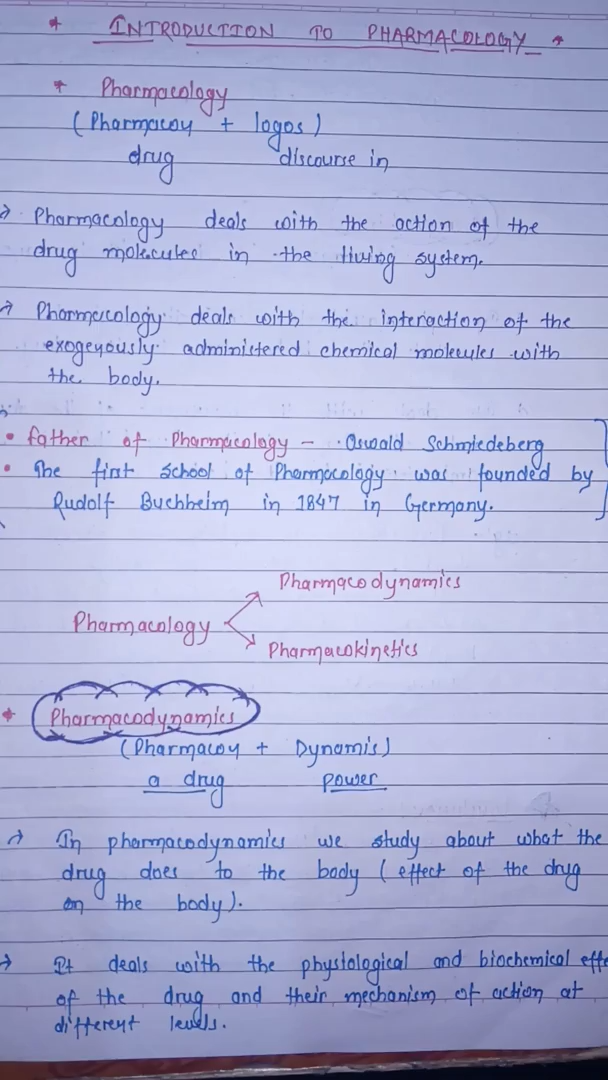 * INTRODUCTION TO PHARMACOLOGY *
* Pharmacology
(Pharmacoy + logos)
drug discourse in
→ Pharmacology deals with the action of the
drug molecules in the living system.
→ Pharmacology deals with the interaction of the
exogeyously administered chemical molecules with
the body.
• Father of Pharmacology - Oswald Schmiedeberg
• The first school of Pharmacology was founded by
Rudolf Buchheim in 1847 in Germany.
Pharmacodynamics
Pharmacology
Pharmacokinetics
* Pharmacodynamics
(Pharmacoy + Dynamis)
a drug power
→ In pharmacodynamics we study about what the
drug does to the body (effect of the drug
on the body).
→ It deals with the physiological and biochemical effe
of the drug and their mechanism of action at
different levels.